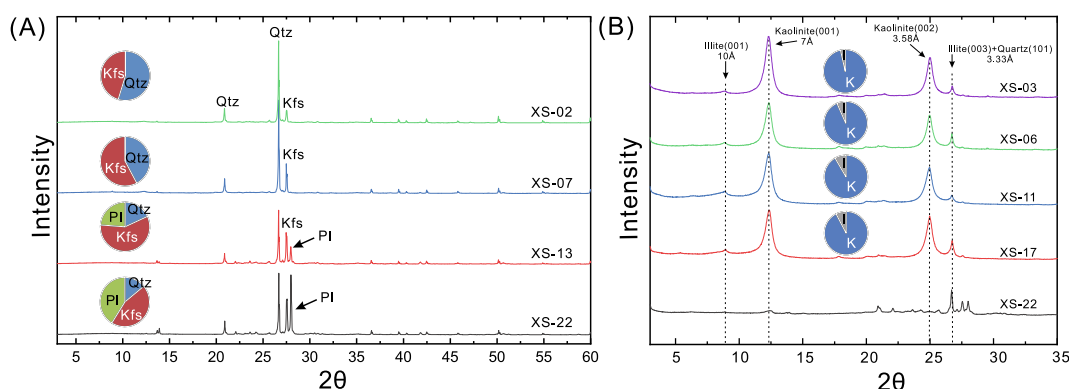 (A)
Intensity
Kfs
Qtz
Qtz
Qtz
Kfs
XS-02
Kfs
Qtz
Kfs
XS-07
Pl
Qtz
Kfs
Kfs
Pl
XS-13
Pl
Qtz
Kfs
Pl
XS-22
5 10 15 20 25 30 35 40 45 50 55 60
2θ
(B)
Intensity
Illite(001)
10Å
Kaolinite(001)
7Å
Kaolinite(002)
3.58Å
Illite(003)+Quartz(101)
3.33Å
K
XS-03
K
XS-06
K
XS-11
K
XS-17
XS-22
5 10 15 20 25 30 35
2θ